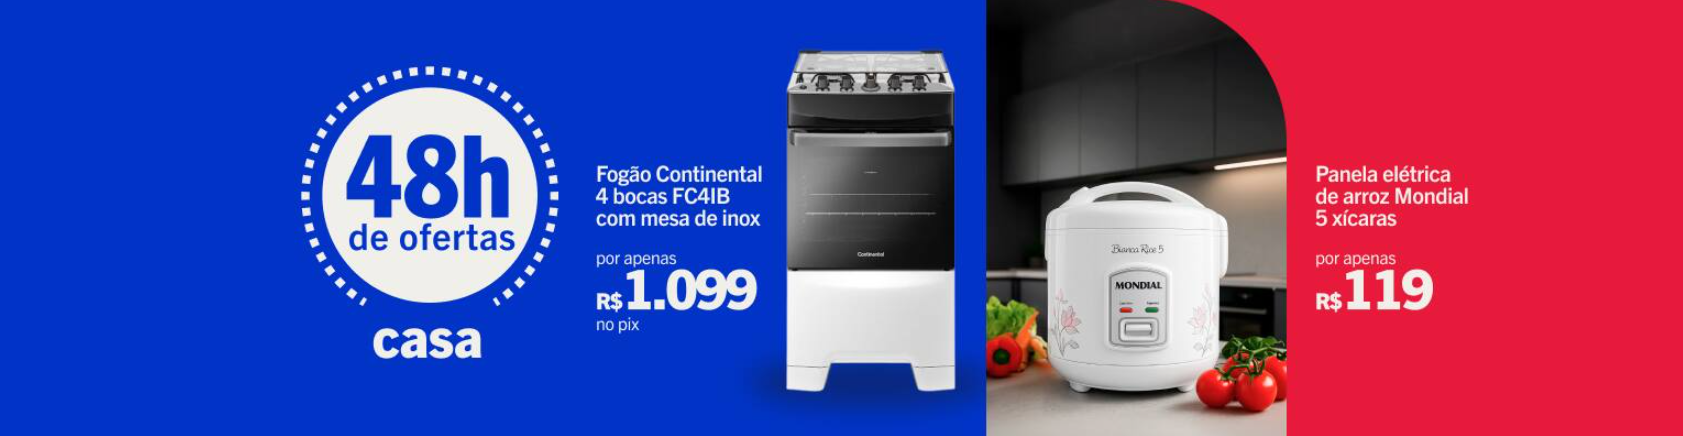 48h
de ofertas
casa
Fogão Continental
4 bocas FC4IB
com mesa de inox
por apenas
R$ 1.099
no pix
Continental
Bianca Rice 5
MONDIAL
Panela elétrica
de arroz Mondial
5 xícaras
por apenas
R$ 119